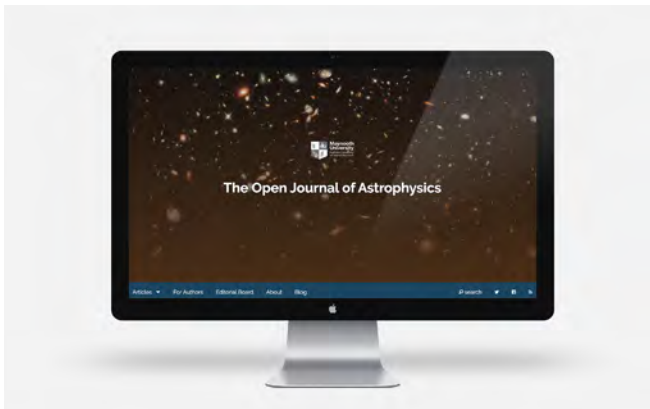 Maynooth
University
The Open Journal of Astrophysics
Articles For Authors Editorial Board About Blog search